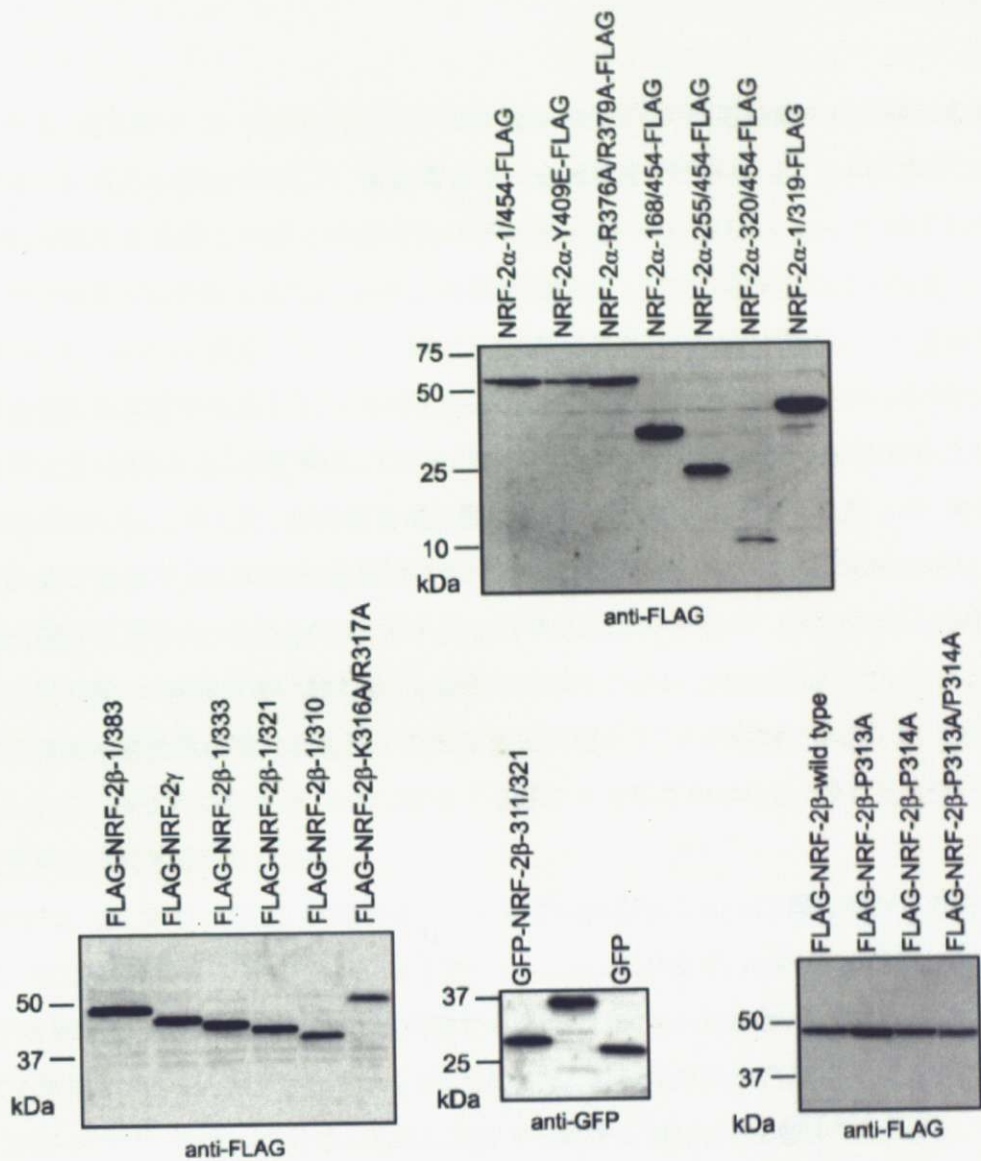 NRF-2α-1/454-FLAG
NRF-2α-Y409E-FLAG
NRF-2α-R376A/R379A-FLAG
NRF-2α-168/454-FLAG
NRF-2α-255/454-FLAG
NRF-2α-320/454-FLAG
NRF-2α-1/319-FLAG
75
50
25
10
kDa
anti-FLAG
FLAG-NRF-2β-1/383
FLAG-NRF-2γ
FLAG-NRF-2β-1/333
FLAG-NRF-2β-1/321
FLAG-NRF-2β-1/310
FLAG-NRF-2β-K316A/R317A
50
37
kDa
anti-FLAG
GFP-NRF-2β-311/321
GFP
37
25
kDa
anti-GFP
FLAG-NRF-2β-wild type
FLAG-NRF-2β-P313A
FLAG-NRF-2β-P314A
FLAG-NRF-2β-P313A/P314A
50
37
kDa
anti-FLAG